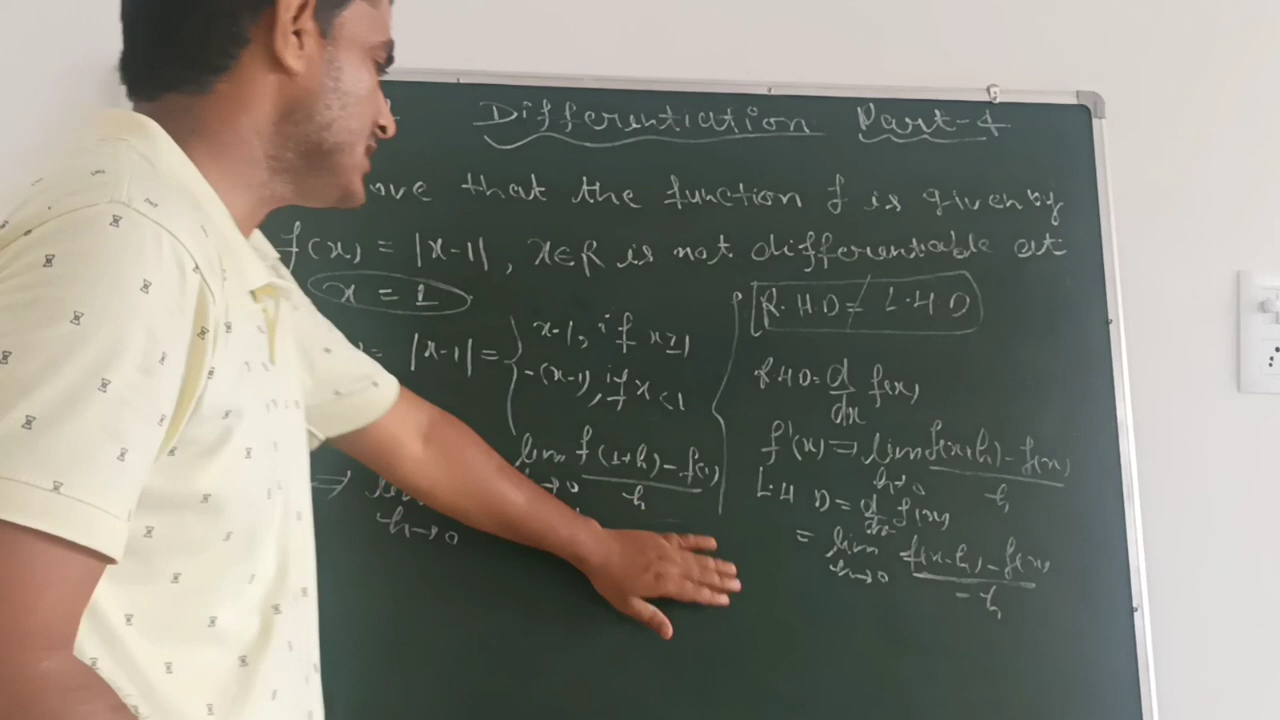 Differentiation Part-4
ove that the function f is given by
f(x) = |x-1|, x∈R is not differentiable at
x = 1
= |x-1| = { x-1, if x≥1
-(x-1), if x<1
lim f(1+h) - f(1)
→0 h
⇒
h→0
R.H.D ≠ L.H.D
R.H.D = d/dx f(x)
f'(x) = lim f(x+h) - f(x)
h→0 h
L.H.D = d/dx f(x)
= lim f(x-h) - f(x)
h→0 -h